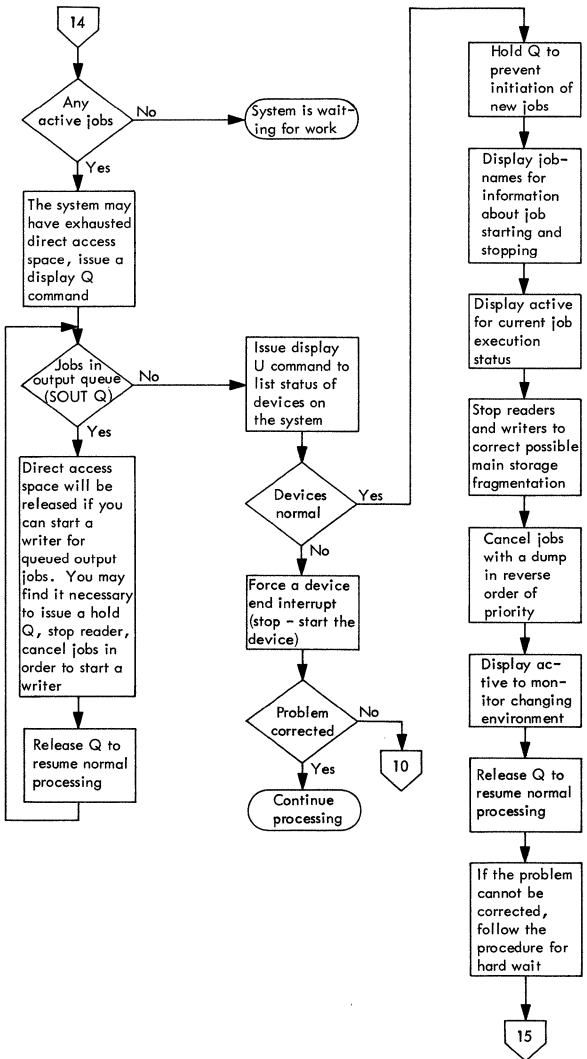 14
Any
active jobs
No
System is wait-
ing for work
Yes
The system may
have exhausted
direct access
space, issue a
display Q
command
Jobs in
output queue
(SOUT Q)
No
Yes
Direct access
space will be
released if you
can start a
writer for
queued output
jobs. You may
find it necessary
to issue a hold
Q, stop reader,
cancel jobs in
order to start a
writer
Release Q to
resume normal
processing
Issue display
U command to
list status of
devices on
the system
Devices
normal
Yes
No
Force a device
end interrupt
(stop - start the
device)
Problem
corrected
No
10
Yes
Continue
processing
Hold Q to
prevent
initiation of
new jobs
Display job-
names for
information
about job
starting and
stopping
Display active
for current job
execution
status
Stop readers
and writers to
correct possible
main storage
fragmentation
Cancel jobs
with a dump
in reverse
order of
priority
Display ac-
tive to mon-
itor changing
environment
Release Q to
resume normal
processing
If the problem
cannot be
corrected,
follow the
procedure for
hard wait
15